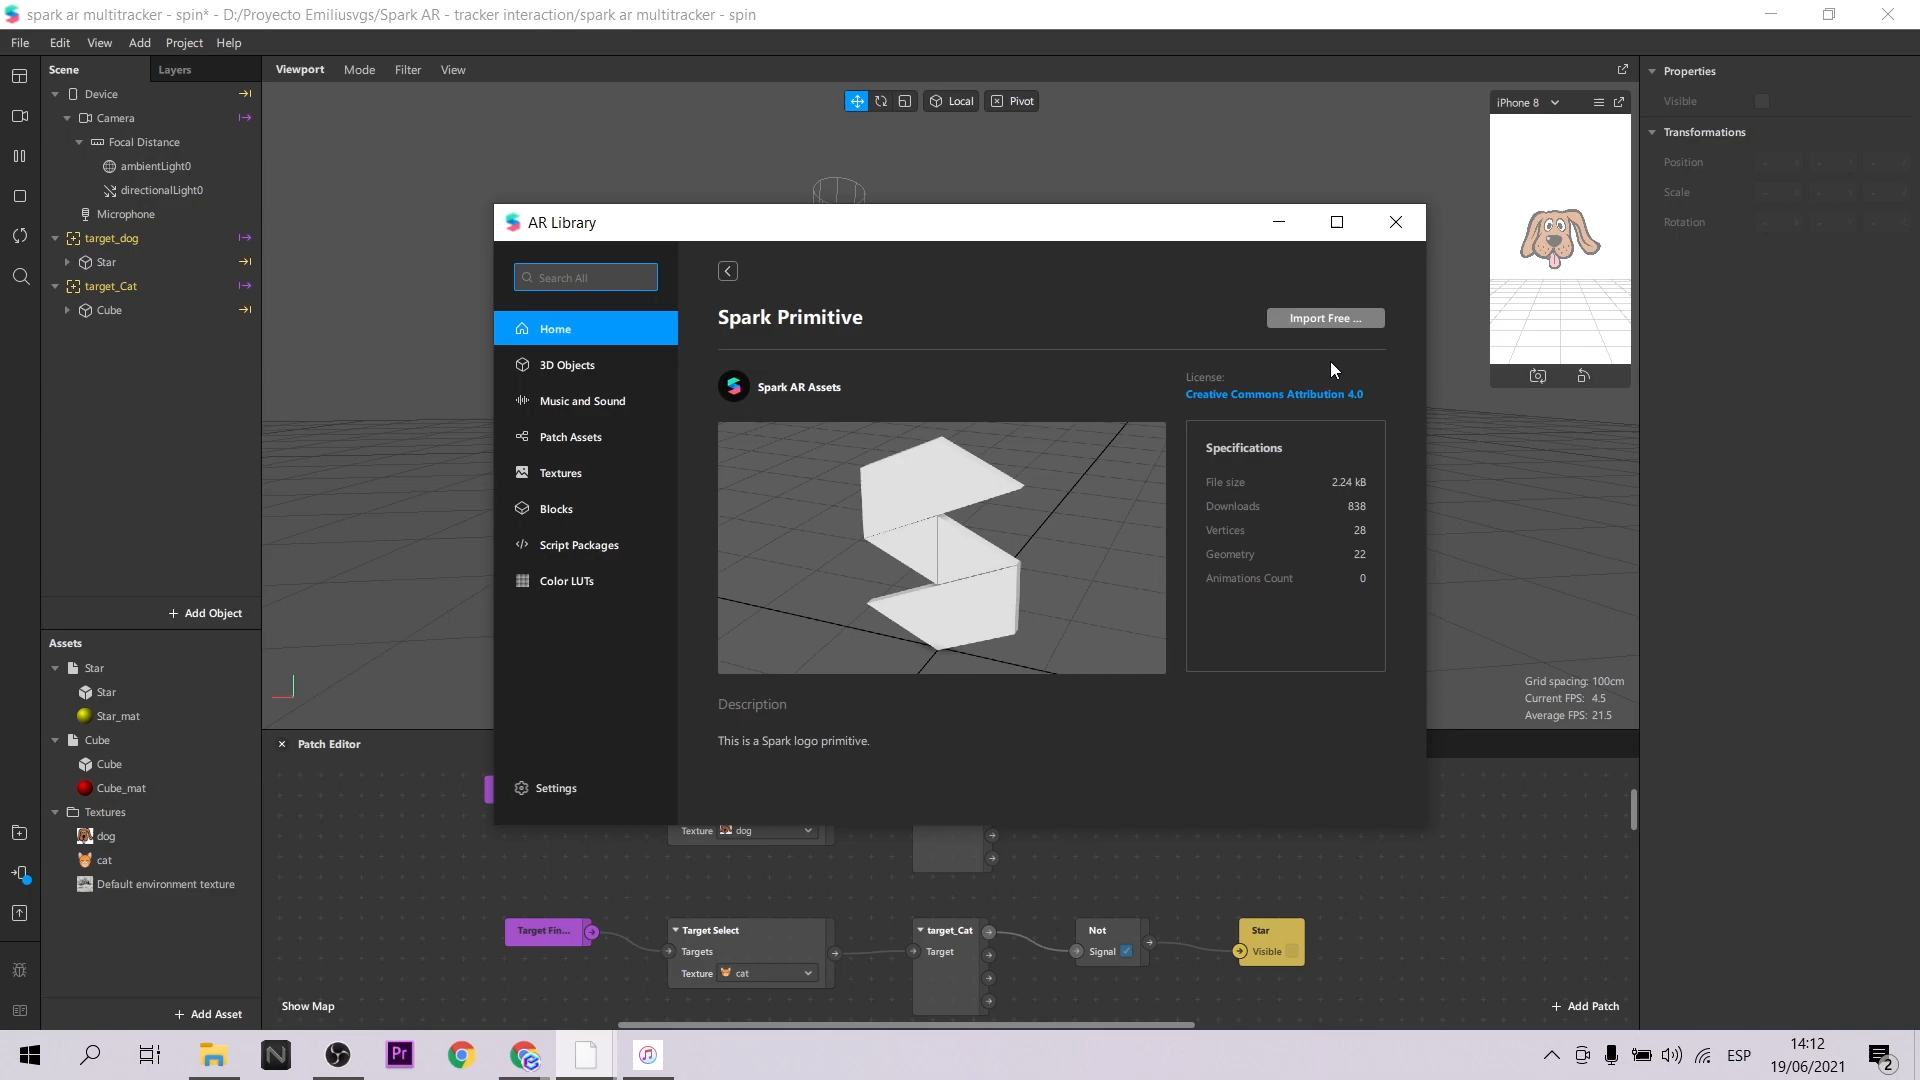 spark ar multitracker - spin* - D:/Proyecto Emiliusvgs/Spark AR - tracker interaction/spark ar multitracker - spin
File Edit View Add Project Help
Scene Layers
Device
Camera
Focal Distance
ambientLight0
directionalLight0
Microphone
target_dog
Star
target_Cat
Cube
+ Add Object
Assets
Star
Star
Star_mat
Cube
Cube
Cube_mat
Textures
dog
cat
Default environment texture
+ Add Asset
Viewport Mode Filter View
Local Pivot
iPhone 8
Grid spacing: 100cm
Current FPS: 4.5
Average FPS: 21.5
Properties
Visible
Transformations
Position
Scale
Rotation
AR Library
Search All
Home
3D Objects
Music and Sound
Patch Assets
Textures
Blocks
Script Packages
Color LUTs
Settings
Spark Primitive
Import Free ...
Spark AR Assets
License:
Creative Commons Attribution 4.0
Specifications
File size 2.24 kB
Downloads 838
Vertices 28
Geometry 22
Animations Count 0
Description
This is a Spark logo primitive.
Patch Editor
Texture dog
Target Fin...
Target Select
Targets
Texture cat
target_Cat
Target
Not
Signal
Star
Visible
Show Map
+ Add Patch
N
Pr
ESP
14:12
19/06/2021
2